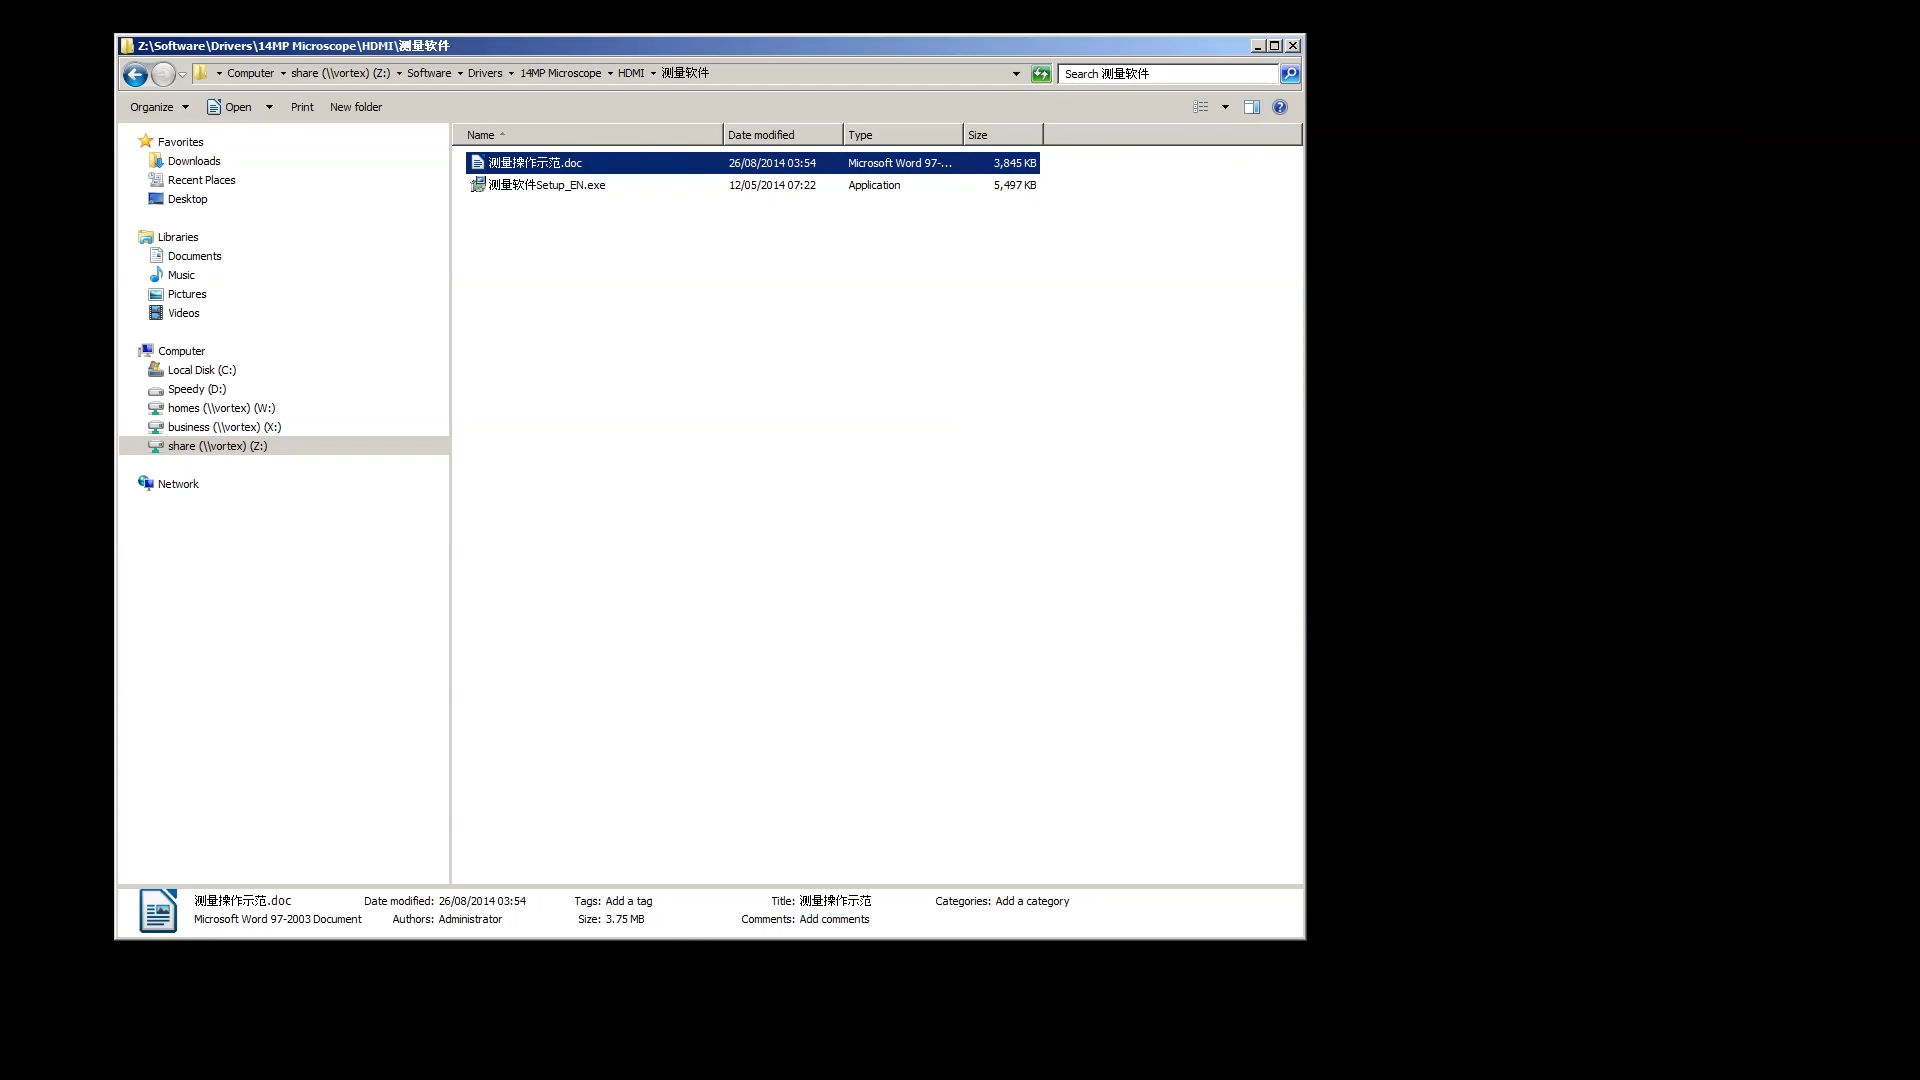 Z:\Software\Drivers\14MP Microscope\HDMI\测量软件
Computer share (\\vortex) (Z:) Software Drivers 14MP Microscope HDMI 测量软件
Search 测量软件
Organize Open Print New folder
Favorites
Downloads
Recent Places
Desktop
Libraries
Documents
Music
Pictures
Videos
Computer
Local Disk (C:)
Speedy (D:)
homes (\\vortex) (W:)
business (\\vortex) (X:)
share (\\vortex) (Z:)
Network
Name Date modified Type Size
测量操作示范.doc 26/08/2014 03:54 Microsoft Word 97-... 3,845 KB
测量软件Setup_EN.exe 12/05/2014 07:22 Application 5,497 KB
测量操作示范.doc Date modified: 26/08/2014 03:54 Tags: Add a tag Title: 测量操作示范 Categories: Add a category
Microsoft Word 97-2003 Document Authors: Administrator Size: 3.75 MB Comments: Add comments